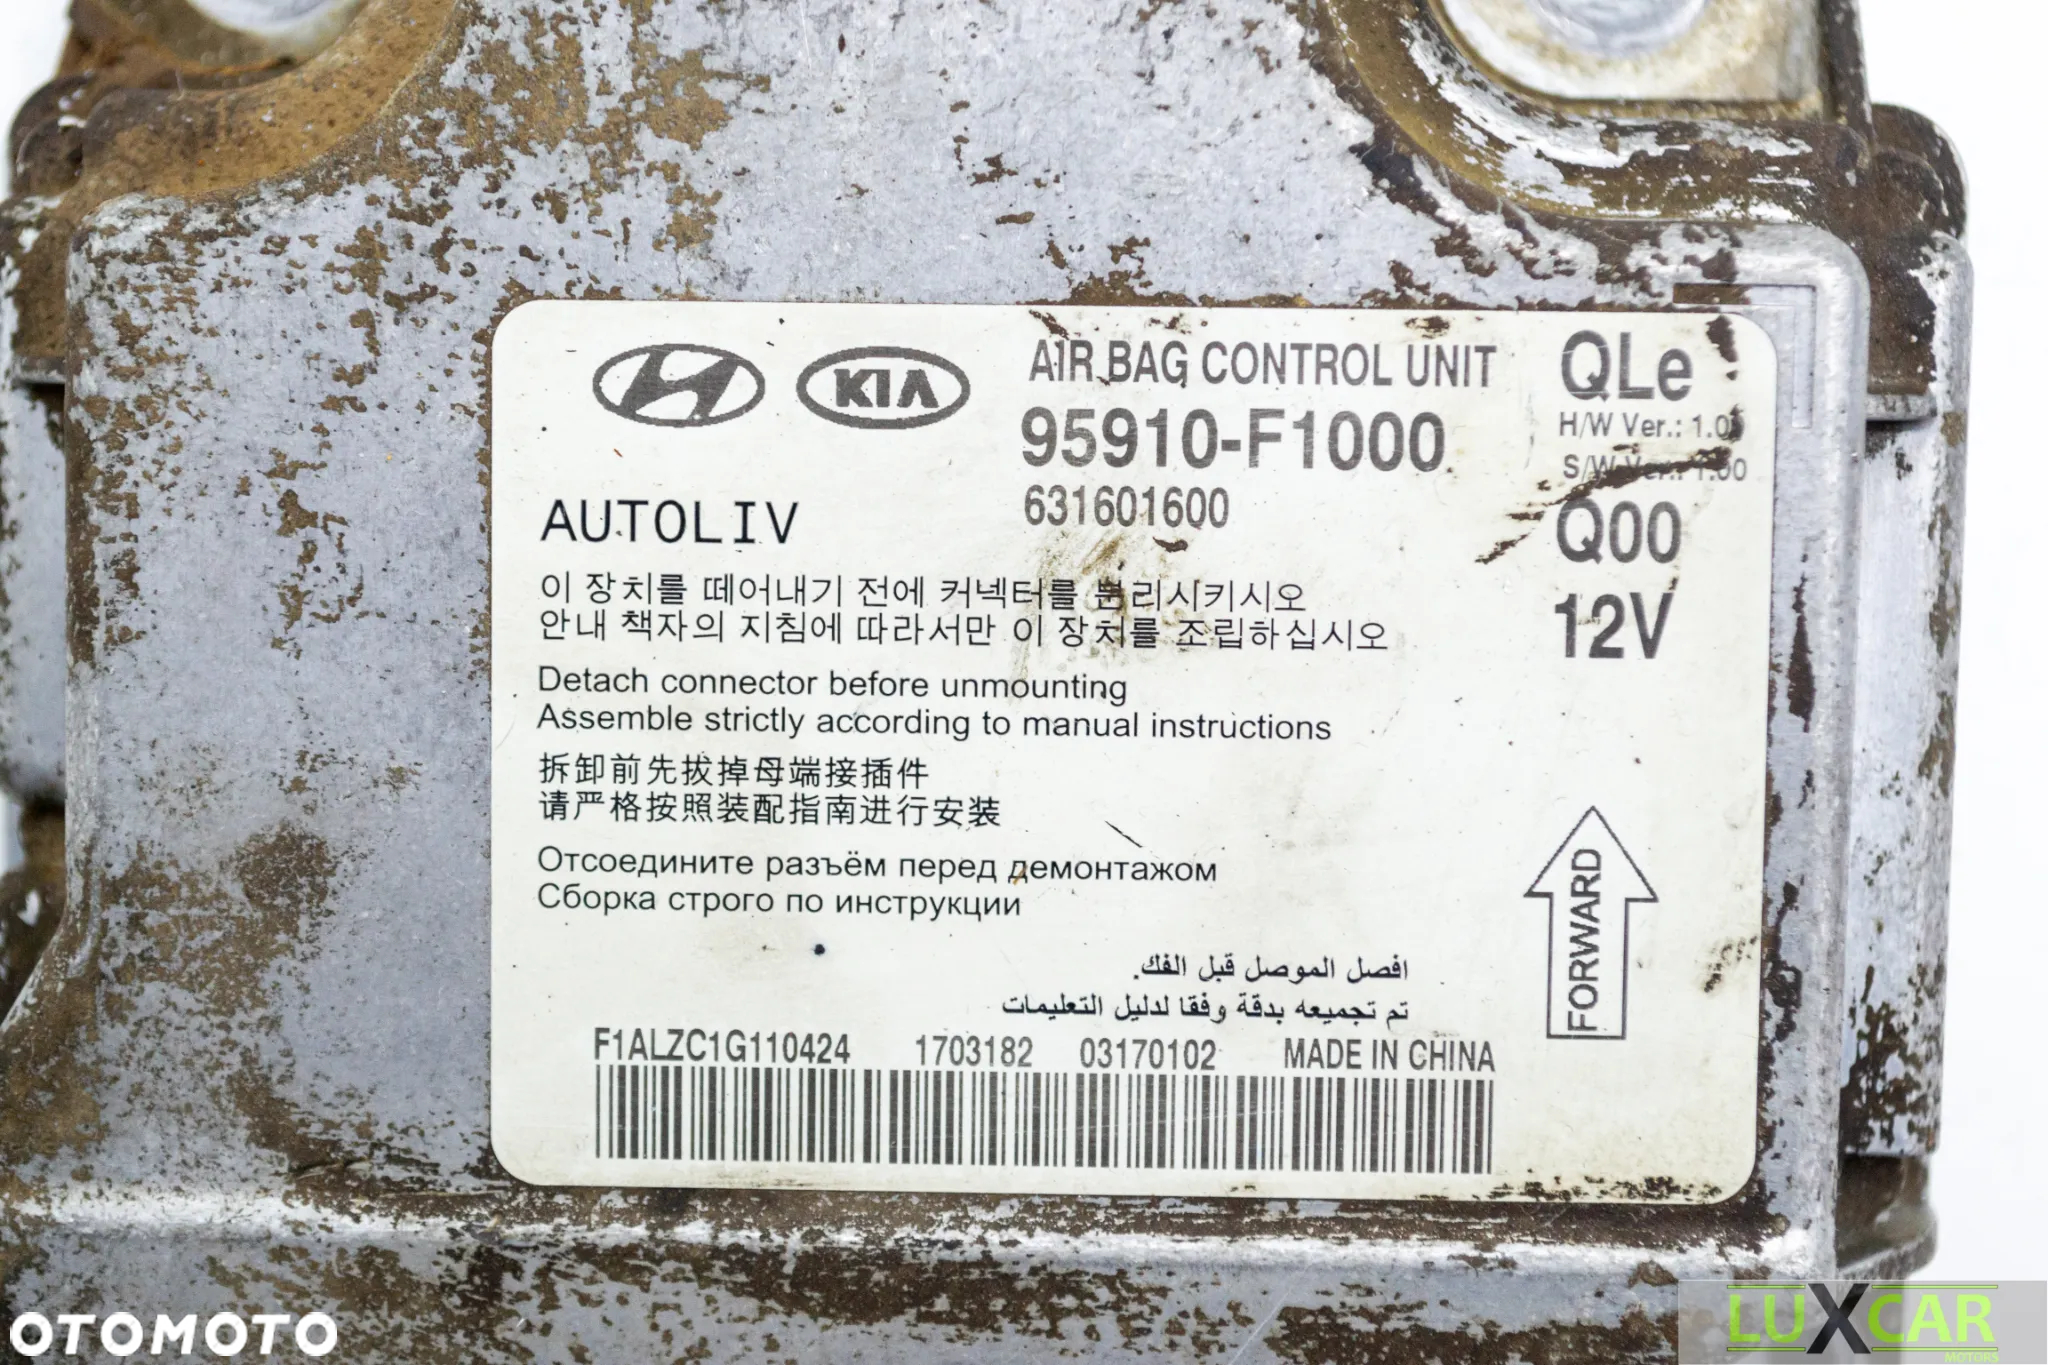 KIA
AIR BAG CONTROL UNIT
95910-F1000
631601600
QLe
H/W Ver.: 1.0
S/W Ver.: 1.00
Q00
12V
AUTOLIV
이 장치를 떼어내기 전에 커넥터를 분리시키시오
안내 책자의 지침에 따라서만 이 장치를 조립하십시오
Detach connector before unmounting
Assemble strictly according to manual instructions
拆卸前先拔掉母端接插件
请严格按照装配指南进行安装
Отсоедините разъём перед демонтажом
Сборка строго по инструкции
افصل الموصل قبل الفك.
تم تجميعه بدقة وفقا لدليل التعليمات
FORWARD
F1ALZC1G110424 1703182 03170102 MADE IN CHINA
OTOMOTO
LUXCAR
MOTORS